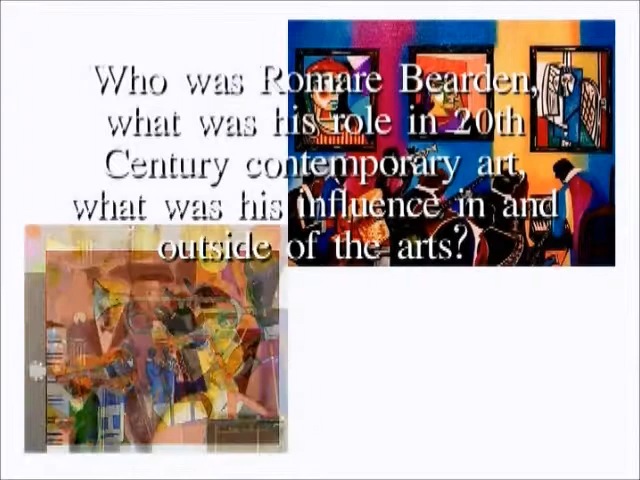 Who was Romare Bearden,
what was his role in 20th
Century contemporary art,
what was his influence in and
outside of the arts?